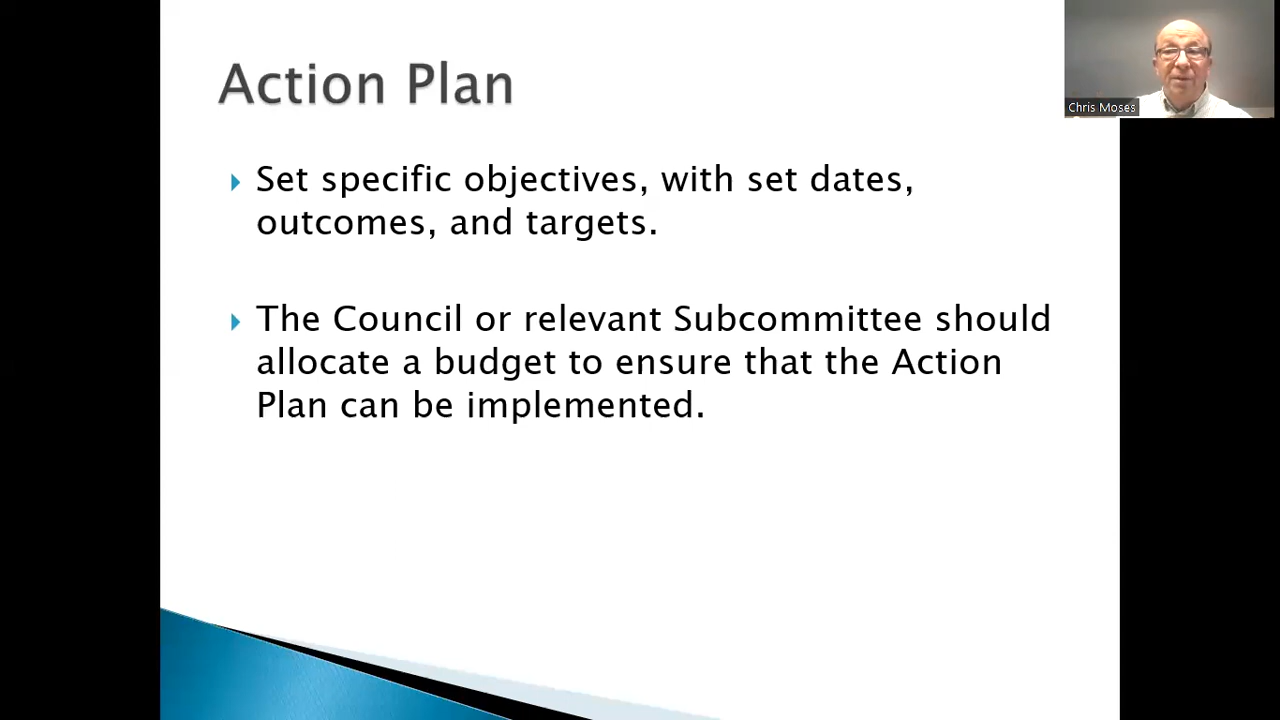 Action Plan
Chris Moses
Set specific objectives, with set dates,
outcomes, and targets.
The Council or relevant Subcommittee should
allocate a budget to ensure that the Action
Plan can be implemented.